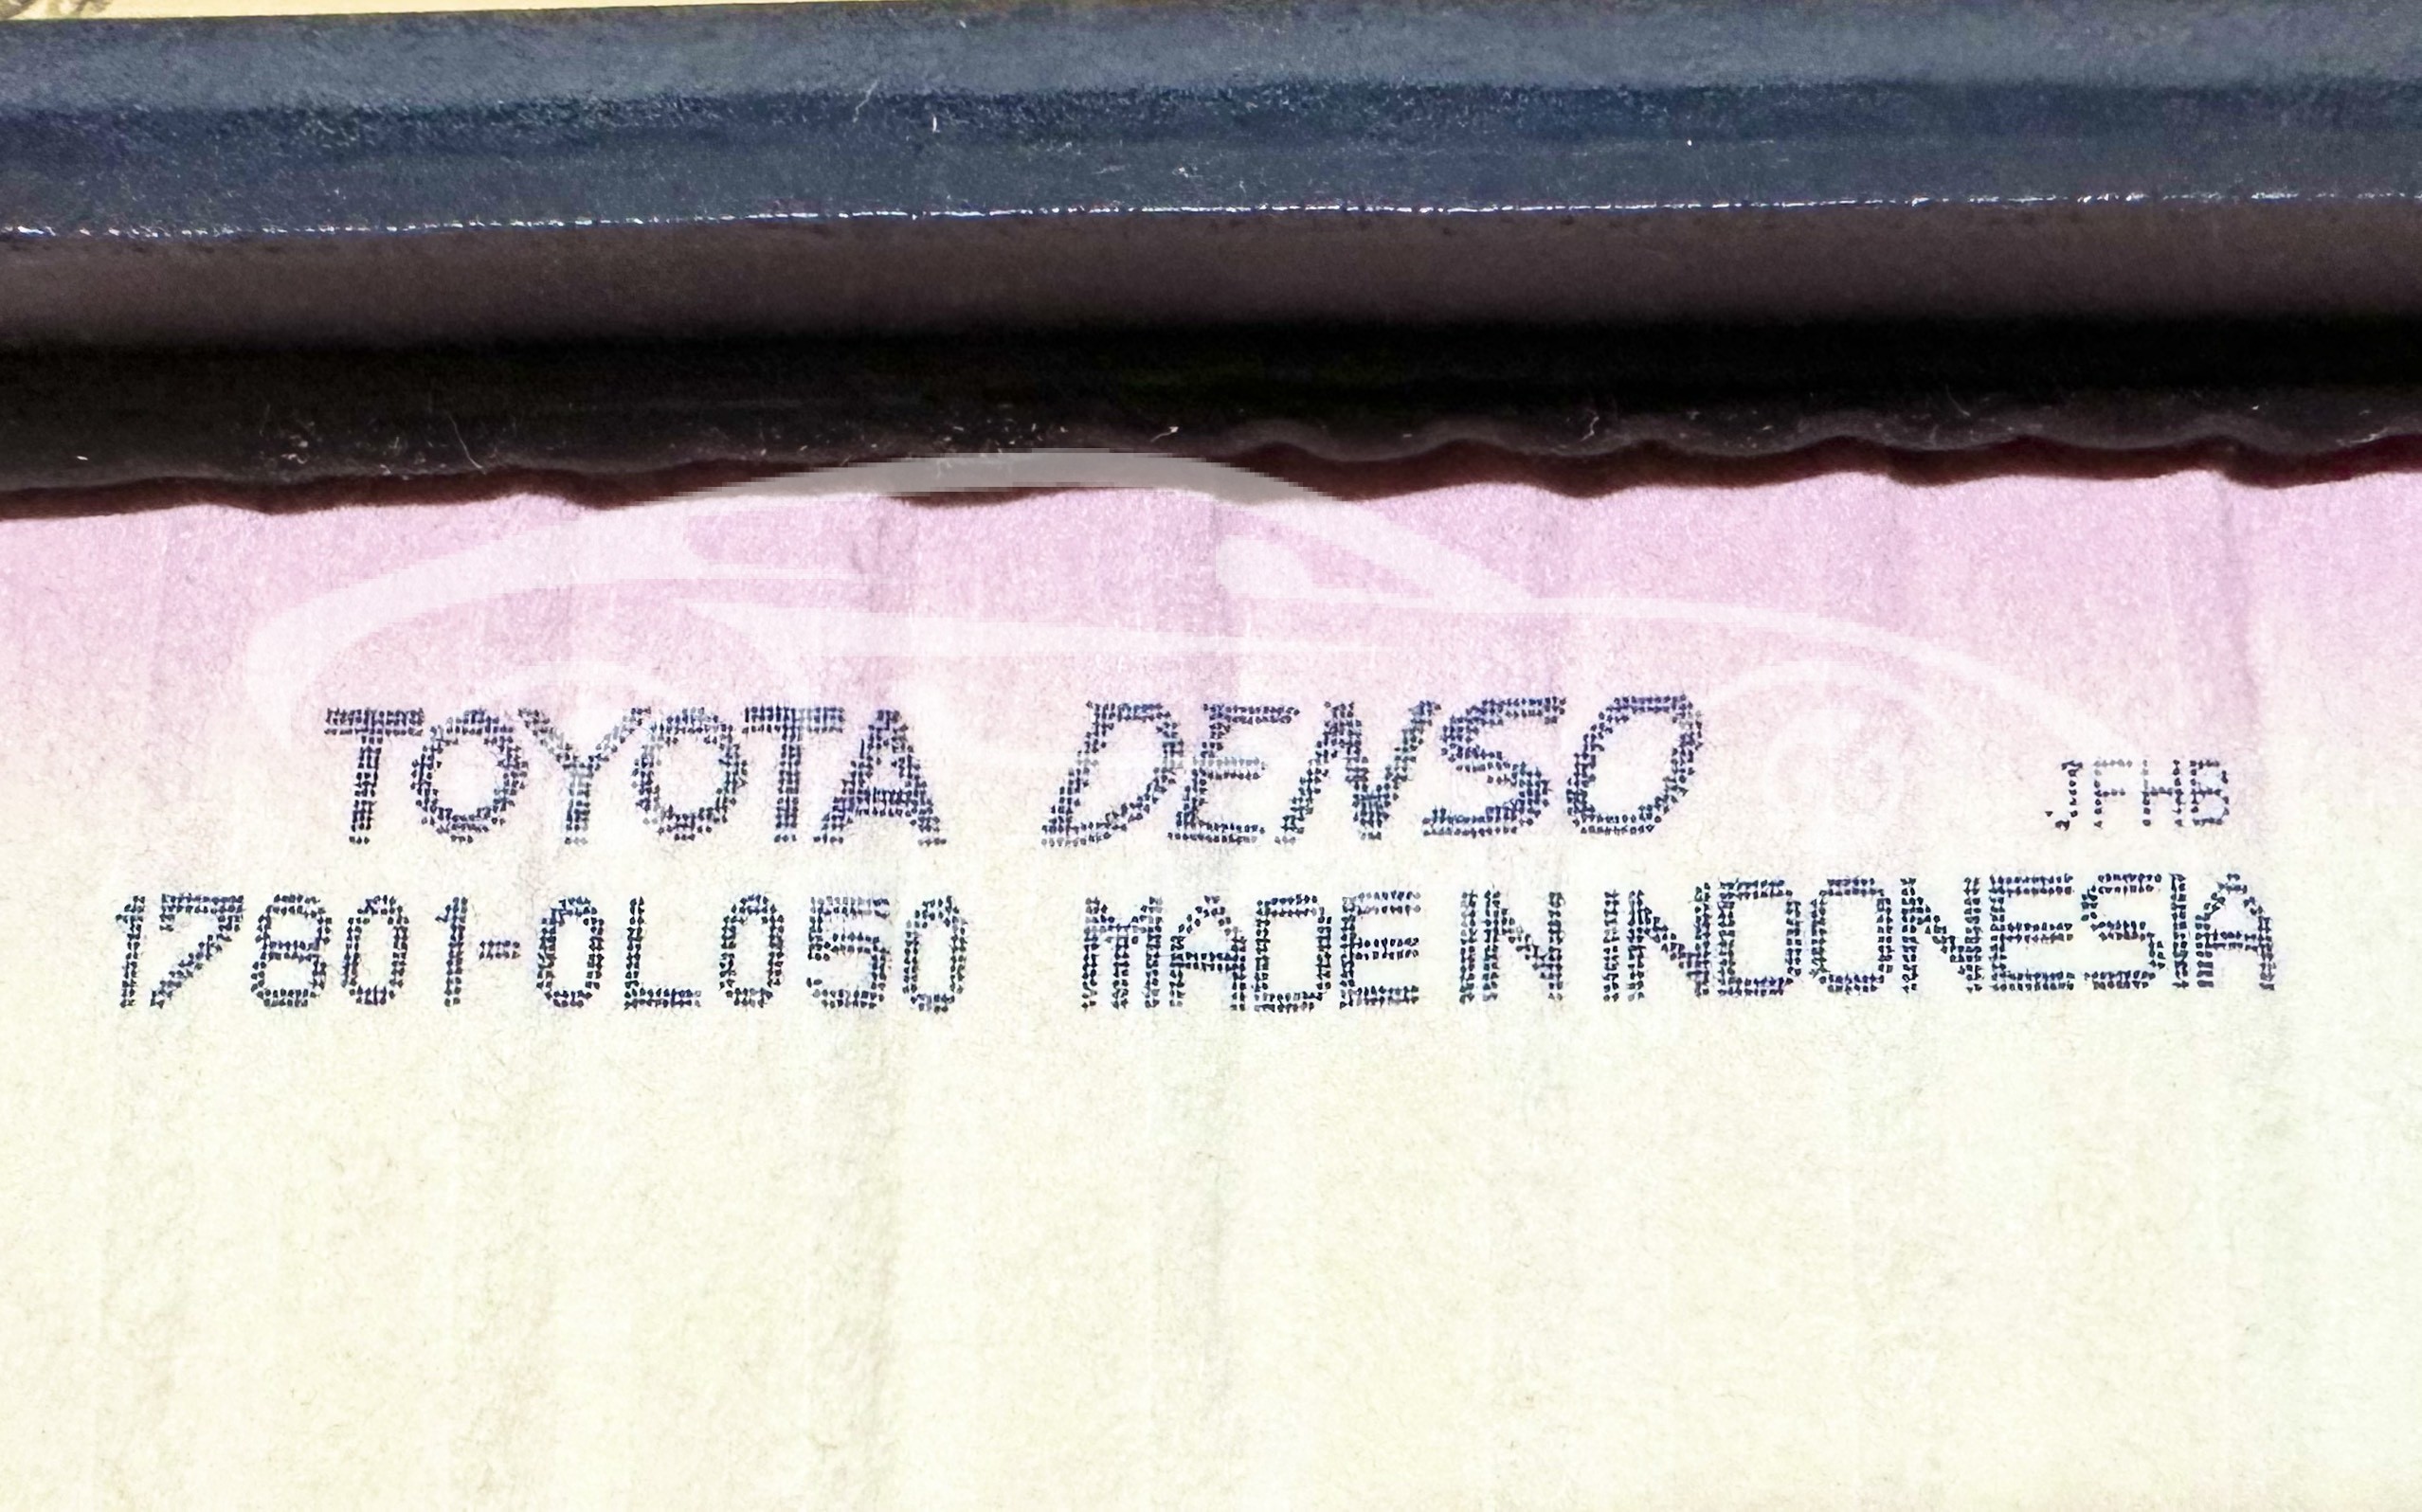 TOYOTA DENSO JFHB
17801-0L050 MADE IN INDONESIA